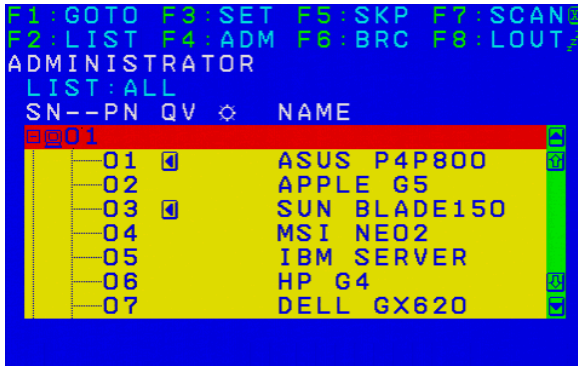 F1:GOTO F3:SET F5:SKP F7:SCAN
F2:LIST F4:ADM F6:BRC F8:LOUT
ADMINISTRATOR
LIST:ALL
SN--PN QV ☼ NAME
01
01 ASUS P4P800
02 APPLE G5
03 SUN BLADE150
04 MSI NEO2
05 IBM SERVER
06 HP G4
07 DELL GX620